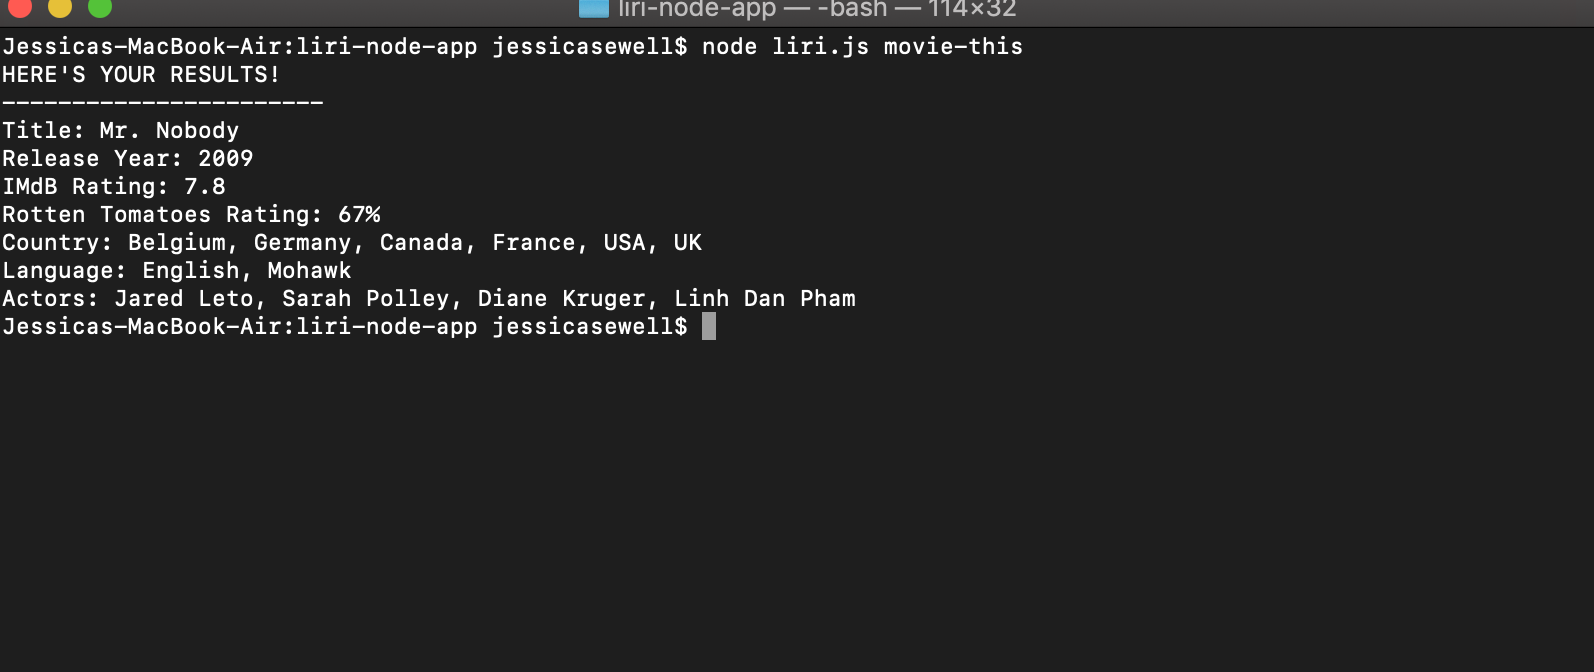 liri-node-app — -bash — 114×32
Jessicas-MacBook-Air:liri-node-app jessicasewell$ node liri.js movie-this
HERE'S YOUR RESULTS!
-----------------------
Title: Mr. Nobody
Release Year: 2009
IMdB Rating: 7.8
Rotten Tomatoes Rating: 67%
Country: Belgium, Germany, Canada, France, USA, UK
Language: English, Mohawk
Actors: Jared Leto, Sarah Polley, Diane Kruger, Linh Dan Pham
Jessicas-MacBook-Air:liri-node-app jessicasewell$